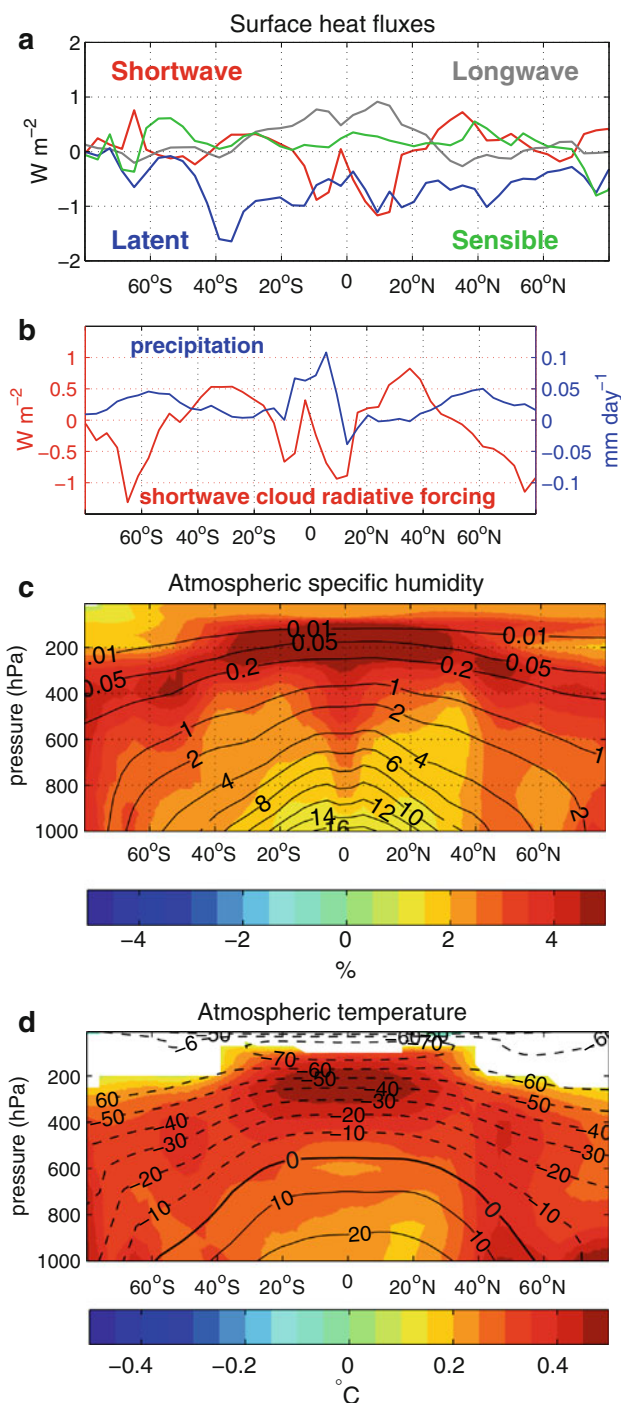 a
Surface heat fluxes
W m⁻²
2
1
0
−1
−2
Shortwave
Longwave
Latent
Sensible
60°S 40°S 20°S 0 20°N 40°N 60°N
b
precipitation
W m⁻²
1
0.5
0
−0.5
−1
0.1
0.05
0
−0.05
−0.1
mm day⁻¹
shortwave cloud radiative forcing
60°S 40°S 20°S 0 20°N 40°N 60°N
c
Atmospheric specific humidity
pressure (hPa)
200
400
600
800
1000
0.01 0.01 0.01
0.05 0.05 0.05
0.2 0.2
1 1 1
2 2 2
4 4
6
8
10
12
14
16
60°S 40°S 20°S 0 20°N 40°N 60°N
−4 −2 0 2 4
%
d
Atmospheric temperature
pressure (hPa)
200
400
600
800
1000
−6 −50 −60 −50 −70 −60
−70
60 −60 −60
−50 −50 −50
−40 −40 −40
−30 −30 −30
−20 −20 −20
−10 −10 −10
0 0
10 10
20
60°S 40°S 20°S 0 20°N 40°N 60°N
−0.4 −0.2 0 0.2 0.4
°C